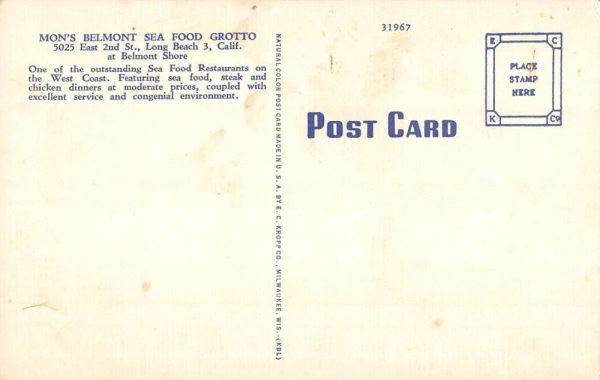 MON'S BELMONT SEA FOOD GROTTO
5025 East 2nd St., Long Beach 3, Calif.
at Belmont Shore
One of the outstanding Sea Food Restaurants on
the West Coast. Featuring sea food, steak and
chicken dinners at moderate prices, coupled with
excellent service and congenial environment.
NATURAL COLOR POST CARD MADE IN U. S. A. BY E. C. KROPP CO., MILWAUKEE, WIS.-(KBL)
31967
POST CARD
E C
PLACE
STAMP
HERE
K Co